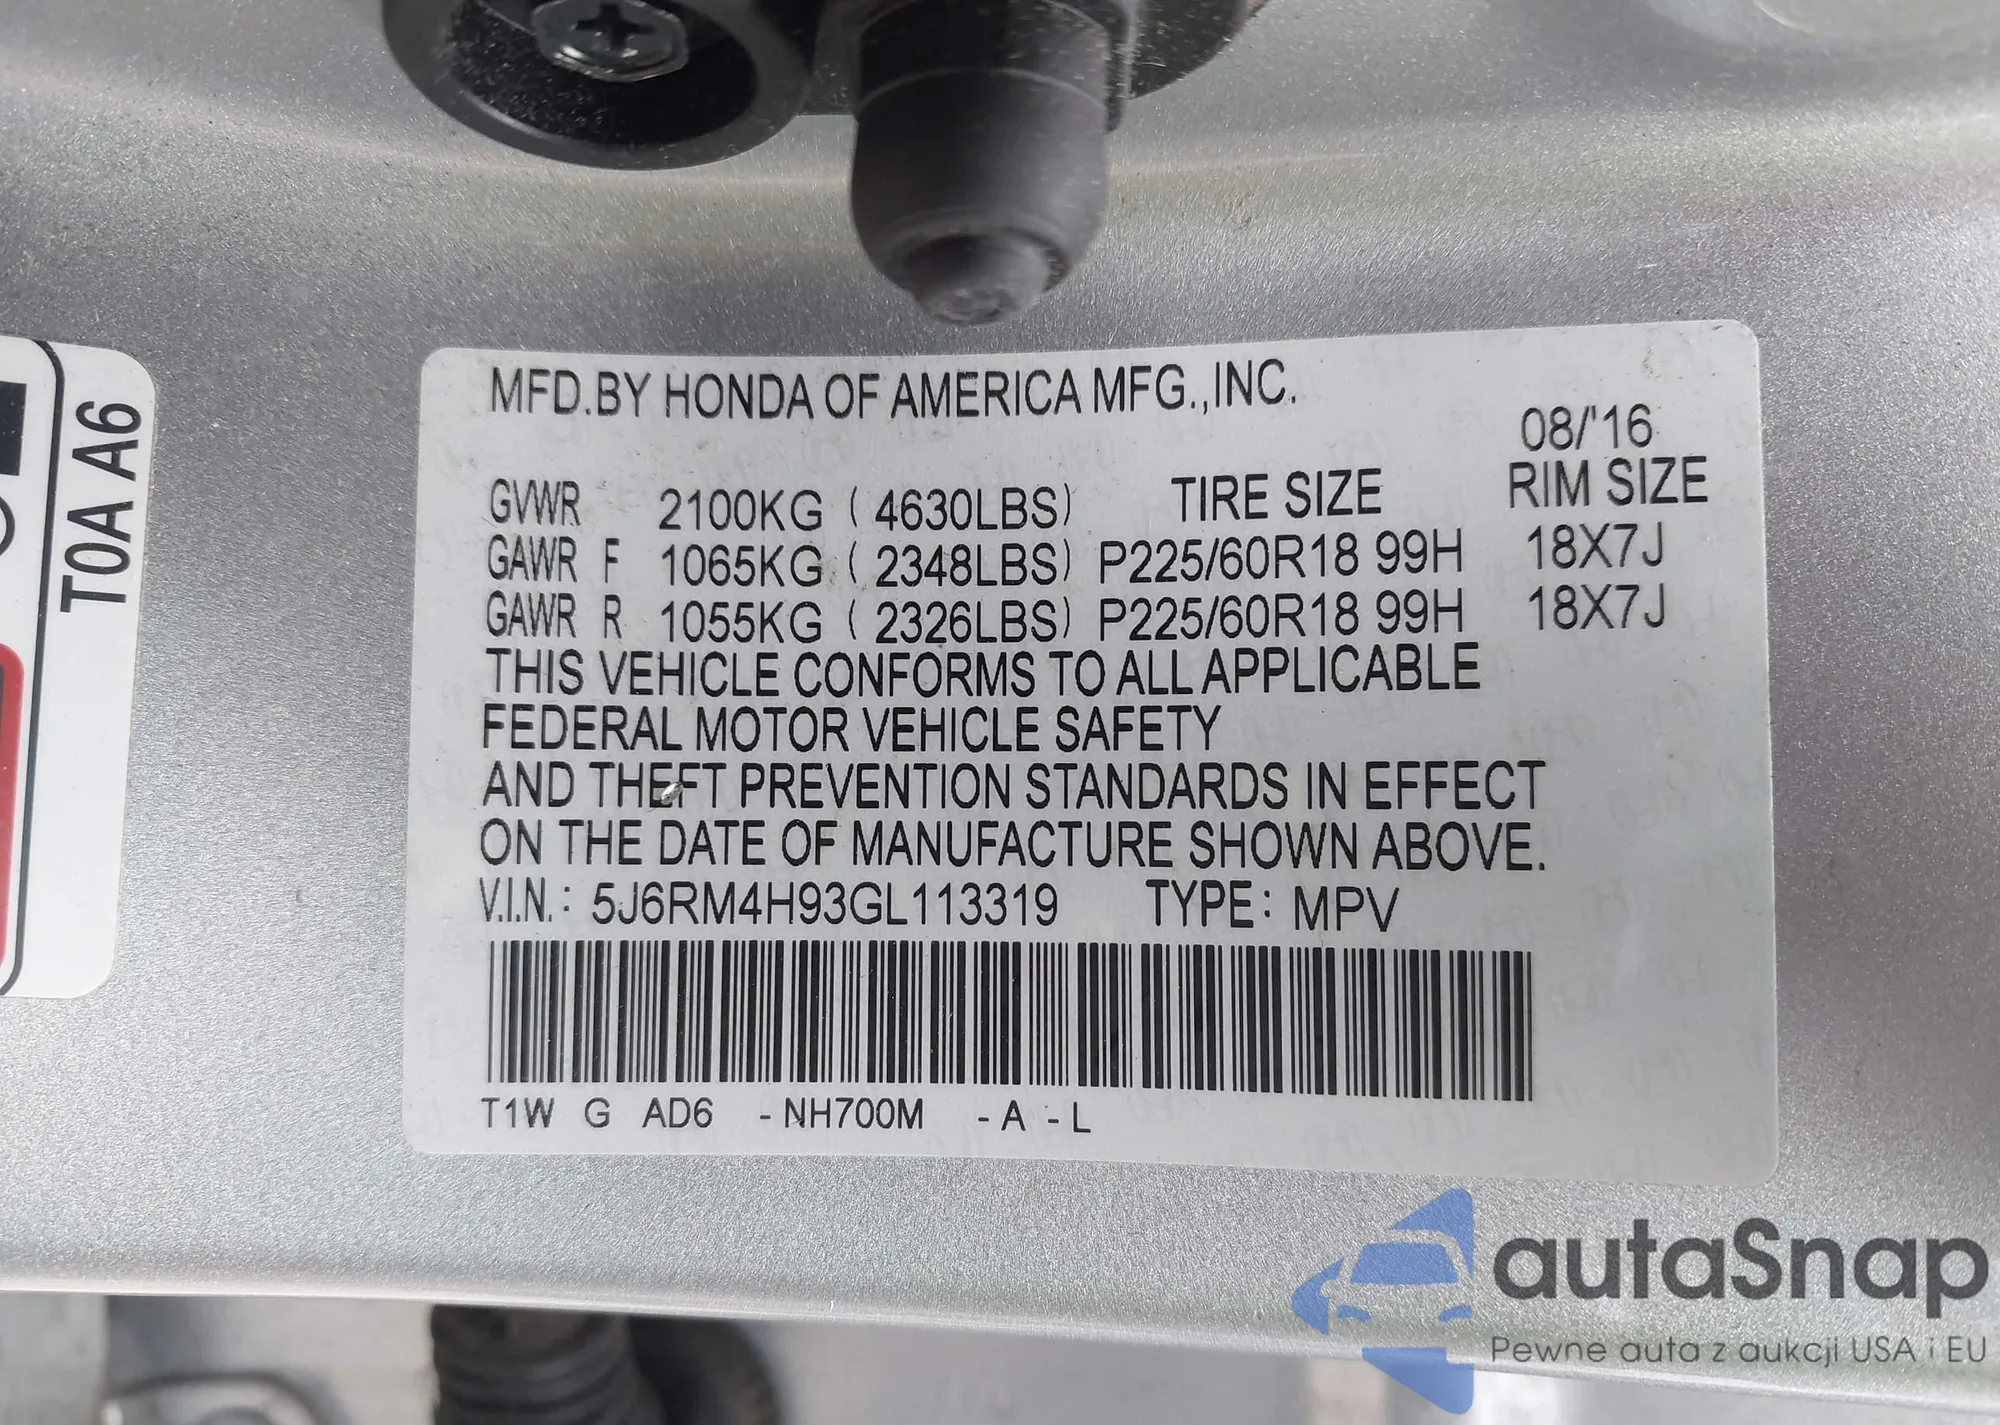 MFD.BY HONDA OF AMERICA MFG.,INC.
08/'16
GVWR 2100KG ( 4630LBS) TIRE SIZE RIM SIZE
GAWR F 1065KG ( 2348LBS) P225/60R18 99H 18X7J
GAWR R 1055KG ( 2326LBS) P225/60R18 99H 18X7J
THIS VEHICLE CONFORMS TO ALL APPLICABLE
FEDERAL MOTOR VEHICLE SAFETY
AND THEFT PREVENTION STANDARDS IN EFFECT
ON THE DATE OF MANUFACTURE SHOWN ABOVE.
V.I.N.: 5J6RM4H93GL113319 TYPE: MPV
T1W G AD6 -NH700M -A -L
T0A A6
autaSnap
Pewne auta z aukcji USA i EU